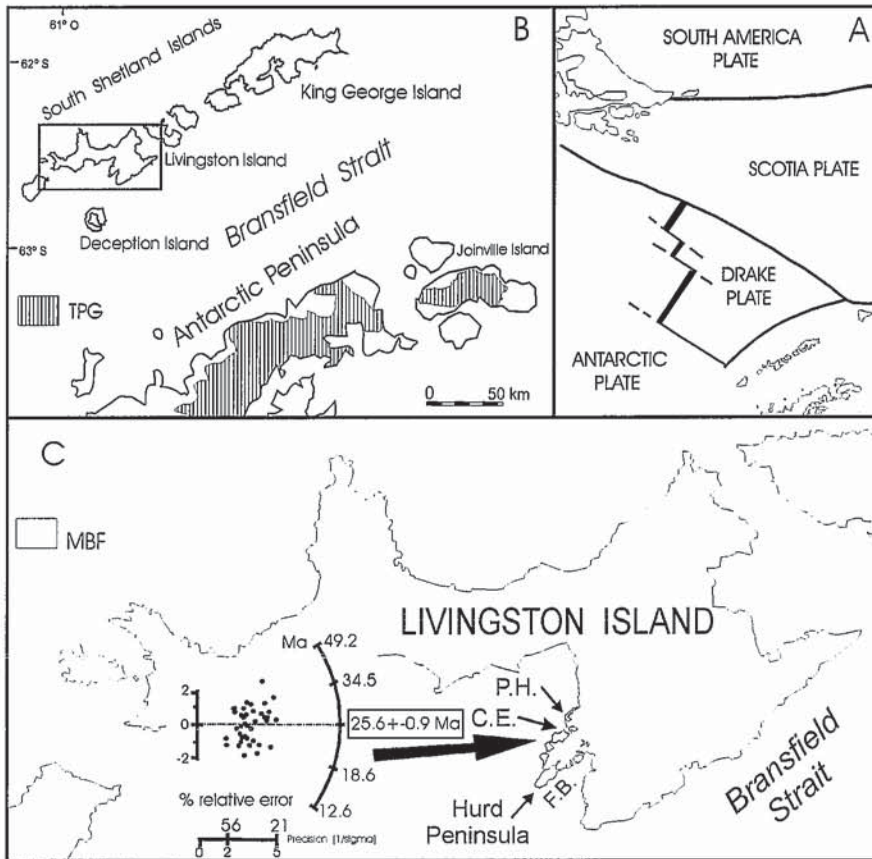 61° O
B
62° S
South Shetland Islands
King George Island
Livingston Island
Bransfield Strait
Deception Island
63° S
Antarctic Peninsula
Joinville Island
TPG
0 50 km
A
SOUTH AMERICA
PLATE
SCOTIA PLATE
DRAKE
PLATE
ANTARCTIC
PLATE
C
MBF
LIVINGSTON ISLAND
Ma
49.2
34.5
25.6+-0.9 Ma
18.6
12.6
2
0
-2
% relative error
56 21
0 2 5
Precision [1/sigma]
P.H.
C.E.
F.B.
Hurd
Peninsula
Bransfield
Strait